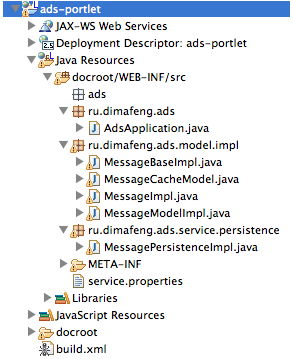 ads-portlet
JAX-WS Web Services
Deployment Descriptor: ads-portlet
Java Resources
docroot/WEB-INF/src
ads
ru.dimafeng.ads
AdsApplication.java
ru.dimafeng.ads.model.impl
MessageBaseImpl.java
MessageCacheModel.java
MessageImpl.java
MessageModelImpl.java
ru.dimafeng.ads.service.persistence
MessagePersistenceImpl.java
META-INF
service.properties
Libraries
JavaScript Resources
docroot
build.xml